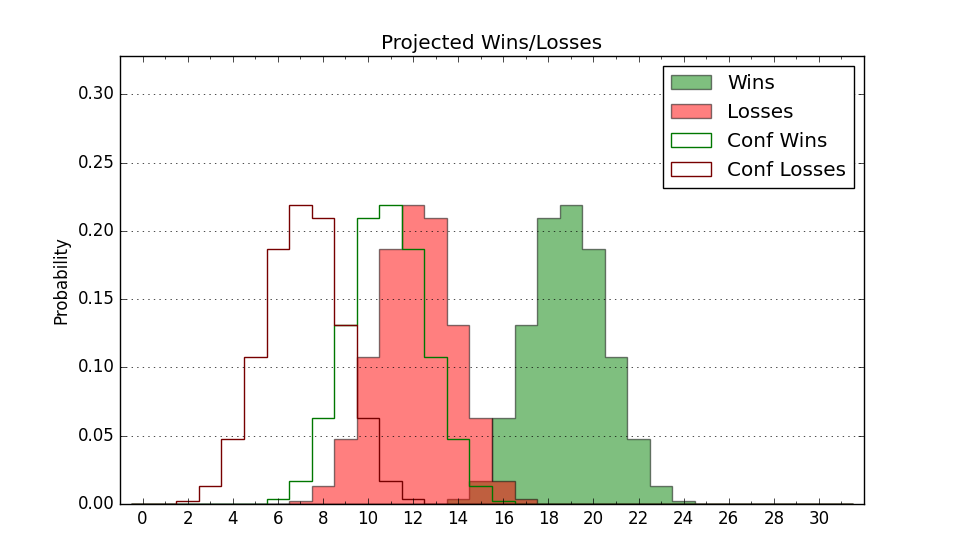 Projected Wins/Losses
Wins
Losses
Conf Wins
Conf Losses
Probability
0.30
0.25
0.20
0.15
0.10
0.05
0.00
0 2 4 6 8 10 12 14 16 18 20 22 24 26 28 30